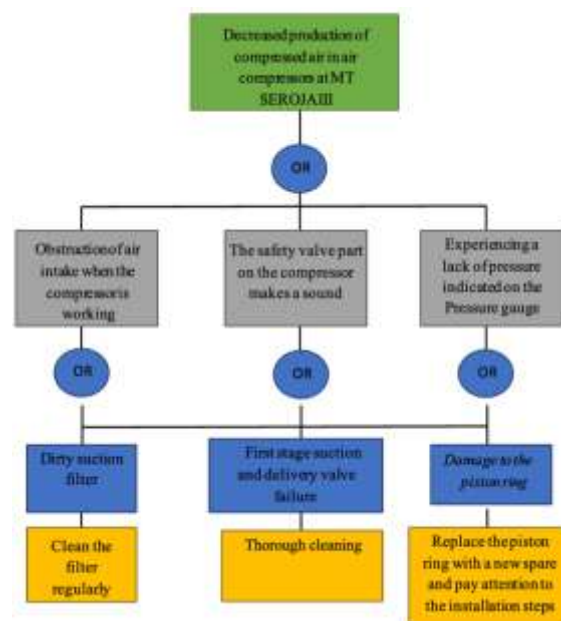 Decreased production of
compressed air in air
compressors at MT
SEROJAIII
OR
Obstruction of air
intake when the
compressor is
working
The safety valve part
on the compressor
makes a sound
Experiencing a
lack of pressure
indicated on the
Pressure gauge
OR
OR
OR
Dirty suction
filter
First stage suction
and delivery valve
failure
Damage to the
piston ring
Clean the
filter
regularly
Thorough cleaning
Replace the piston
ring with a new spare
and pay attention to
the installation steps